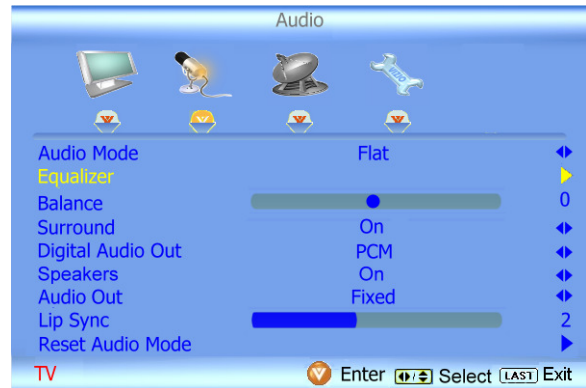 Audio
Audio Mode Flat
Equalizer
Balance 0
Surround On
Digital Audio Out PCM
Speakers On
Audio Out Fixed
Lip Sync 2
Reset Audio Mode
TV V Enter Select LAST Exit